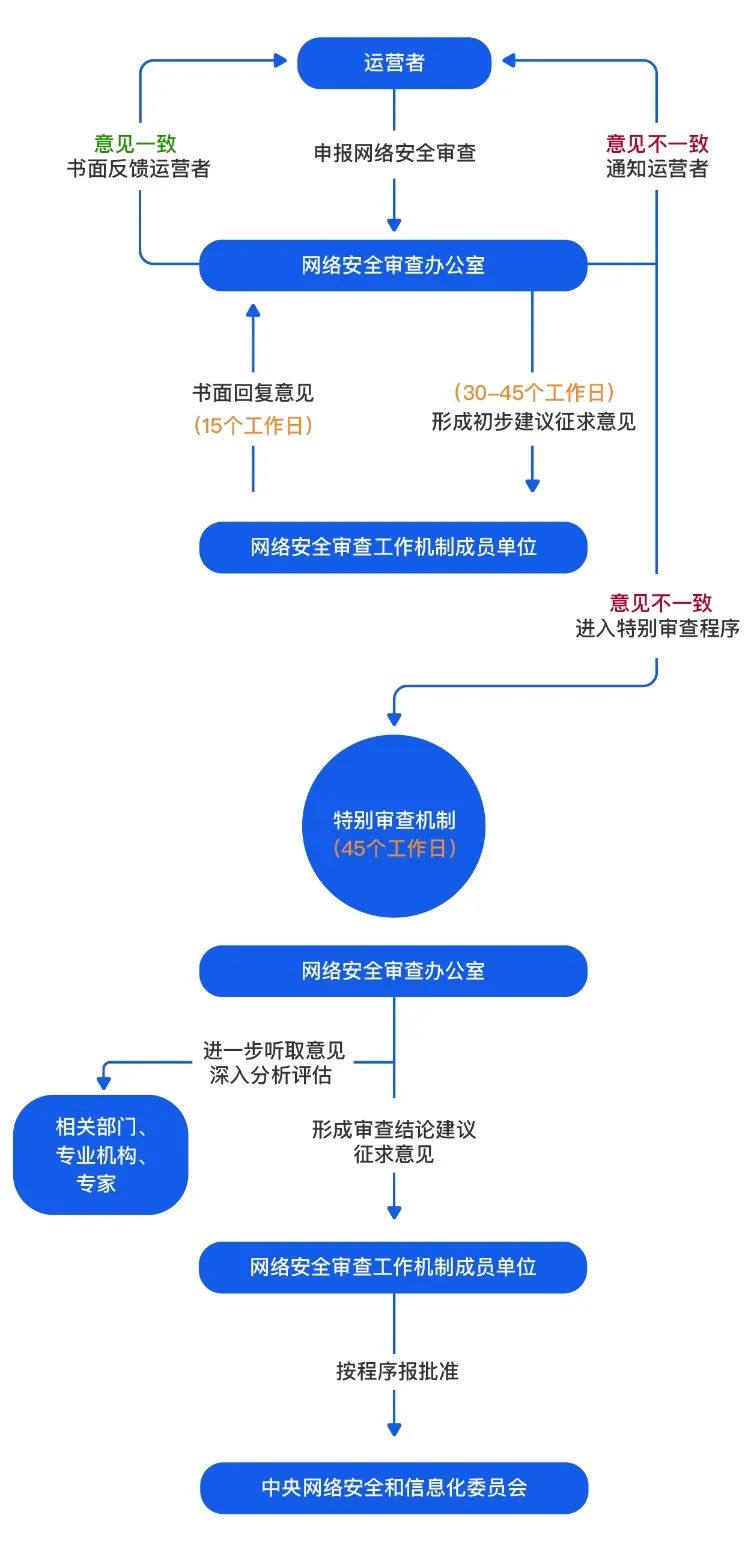 运营者
意见一致
书面反馈运营者
申报网络安全审查
意见不一致
通知运营者
网络安全审查办公室
书面回复意见
（15个工作日）
（30-45个工作日）
形成初步建议征求意见
网络安全审查工作机制成员单位
意见不一致
进入特别审查程序
特别审查机制
（45个工作日）
网络安全审查办公室
进一步听取意见
深入分析评估
相关部门、
专业机构、
专家
形成审查结论建议
征求意见
网络安全审查工作机制成员单位
按程序报批准
中央网络安全和信息化委员会